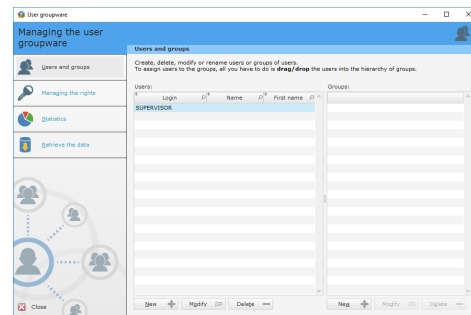 User groupware
Managing the user
groupware
Users and groups
Managing the rights
Statistics
Retrieve the data
Close
Users and groups
Create, delete, modify or rename users or groups of users.
To assign users to the groups, all you have to do is drag/drop the users into the hierarchy of groups.
Users:
Login Name First name
SUPERVISOR
New Modify Delete
Groups:
New Modify Delete